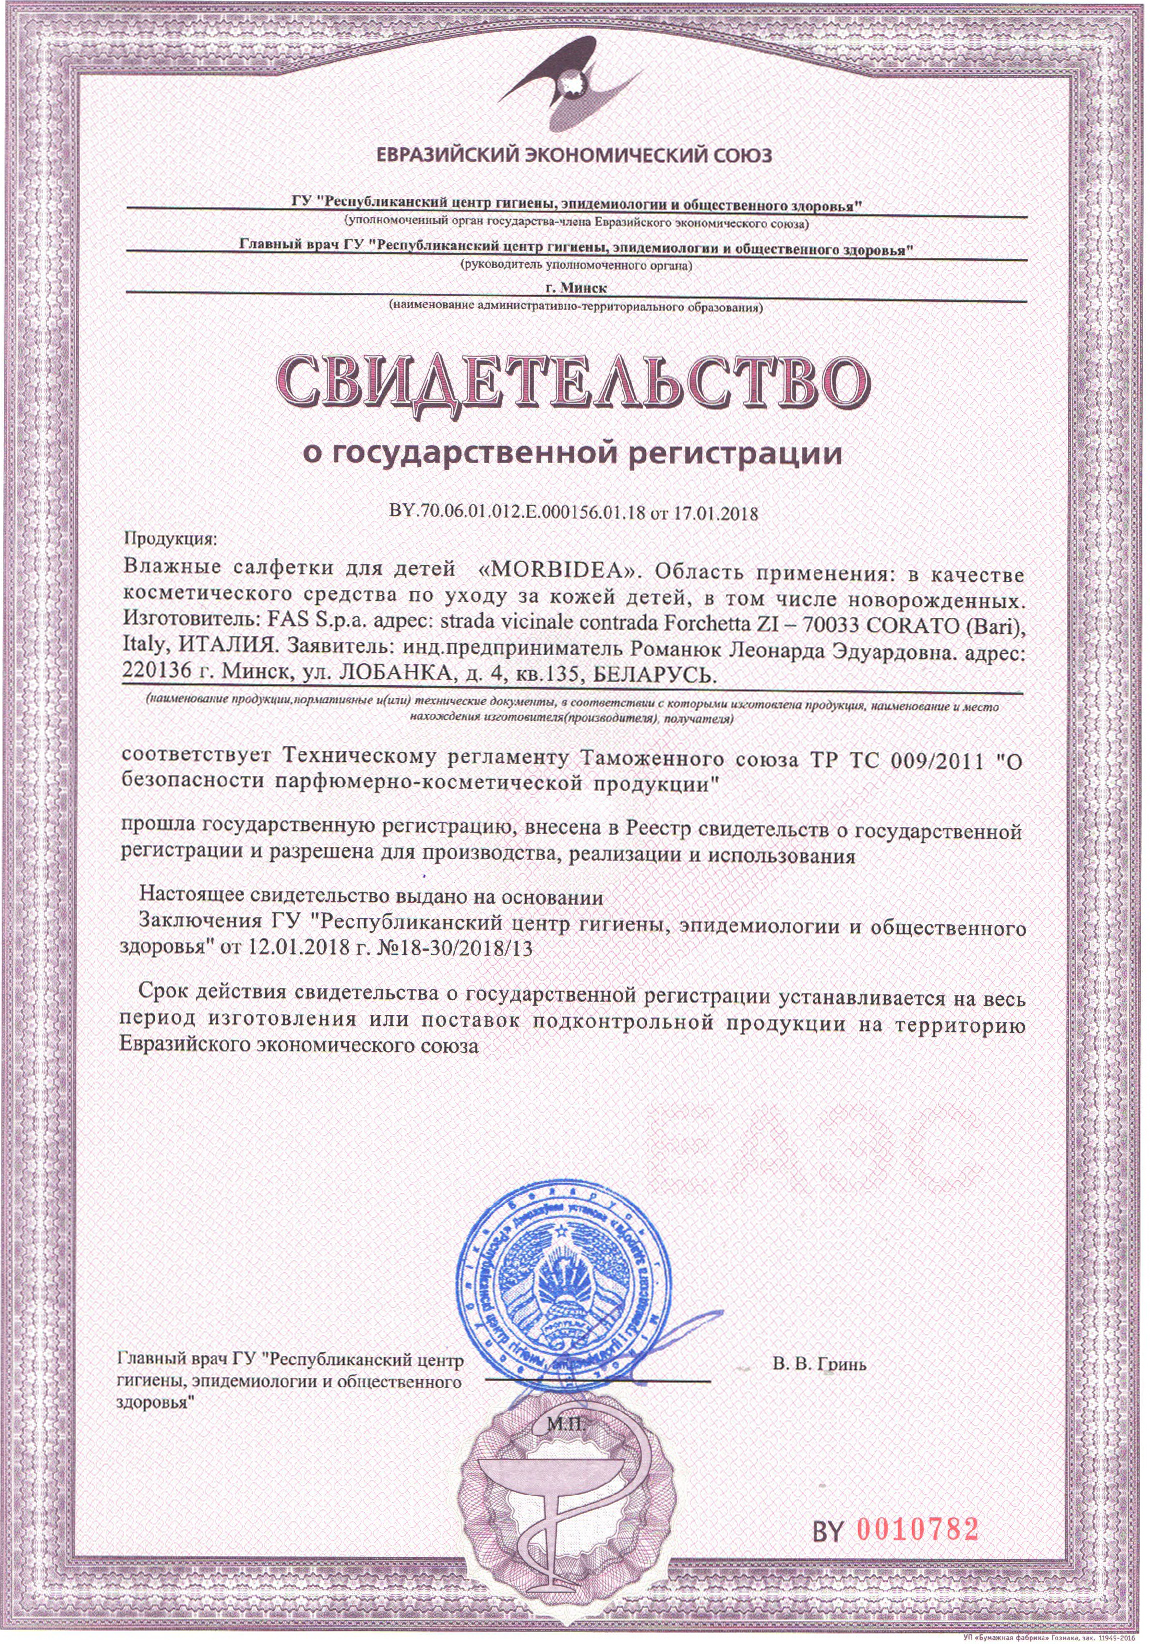 ЕВРАЗИЙСКИЙ ЭКОНОМИЧЕСКИЙ СОЮЗ
ГУ "Республиканский центр гигиены, эпидемиологии и общественного здоровья"
(уполномоченный орган государства-члена Евразийского экономического союза)
Главный врач ГУ "Республиканский центр гигиены, эпидемиологии и общественного здоровья"
(руководитель уполномоченного органа)
г. Минск
(наименование административно-территориального образования)
СВИДЕТЕЛЬСТВО
о государственной регистрации
BY.70.06.01.012.E.000156.01.18 от 17.01.2018
Продукция:
Влажные салфетки для детей «MORBIDEA». Область применения: в качестве
косметического средства по уходу за кожей детей, в том числе новорожденных.
Изготовитель: FAS S.p.a. адрес: strada vicinale contrada Forchetta ZI – 70033 CORATO (Bari),
Italy, ИТАЛИЯ. Заявитель: инд.предприниматель Романюк Леонарда Эдуардовна. адрес:
220136 г. Минск, ул. ЛОБАНКА, д. 4, кв.135, БЕЛАРУСЬ.
(наименование продукции,нормативные и(или) технические документы, в соответствии с которыми изготовлена продукция, наименование и место
нахождения изготовителя(производителя), получателя)
соответствует Техническому регламенту Таможенного союза ТР ТС 009/2011 "О
безопасности парфюмерно-косметической продукции"
прошла государственную регистрацию, внесена в Реестр свидетельств о государственной
регистрации и разрешена для производства, реализации и использования
Настоящее свидетельство выдано на основании
Заключения ГУ "Республиканский центр гигиены, эпидемиологии и общественного
здоровья" от 12.01.2018 г. №18-30/2018/13
Срок действия свидетельства о государственной регистрации устанавливается на весь
период изготовления или поставок подконтрольной продукции на территорию
Евразийского экономического союза
ЕАЭС
Главный врач ГУ "Республиканский центр
гигиены, эпидемиологии и общественного
здоровья"
В. В. Гринь
М.П.
BY 0010782
УП «Бумажная фабрика» Гознака, зак. 11945-2016